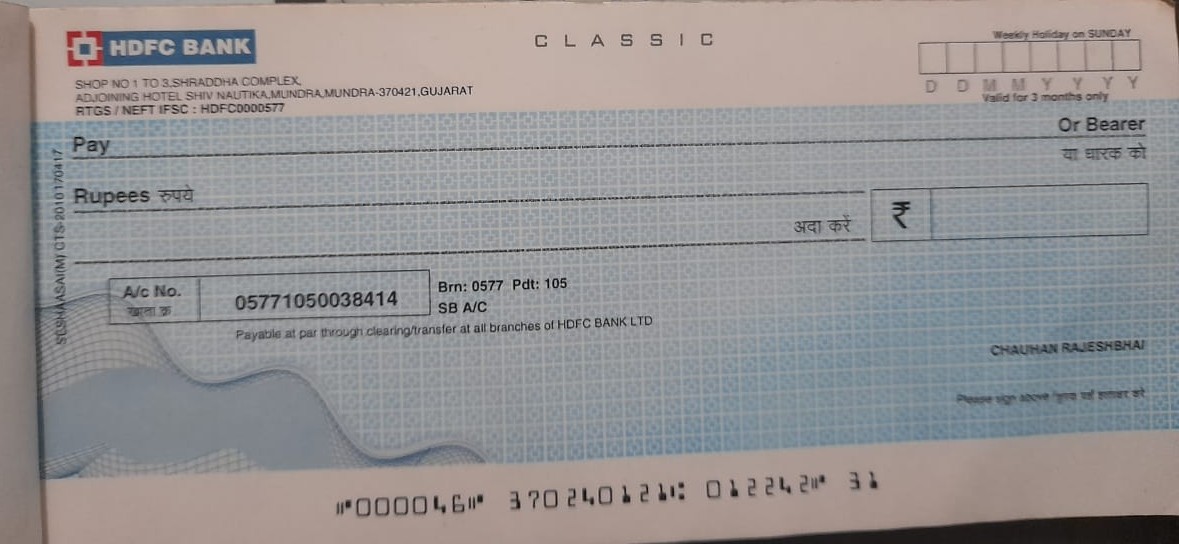 HDFC BANK
CLASSIC
Weekly Holiday on SUNDAY
D D M M Y Y Y Y
Valid for 3 months only
SHOP NO 1 TO 3,SHRADDHA COMPLEX,
ADJOINING HOTEL SHIV NAUTIKA,MUNDRA,MUNDRA-370421,GUJARAT
RTGS / NEFT IFSC : HDFC0000577
Pay
Or Bearer
या धारक को
Rupees रुपये
अदा करें
₹
A/c No.
खाता क्र
05771050038414
Brn: 0577 Pdt: 105
SB A/C
Payable at par through clearing/transfer at all branches of HDFC BANK LTD
SESHAASAI(M) CTS-2010170417
CHAUHAN RAJESHBHAI
Please sign above
⑈000046⑈ 370240121⑆ 012242⑈ 31